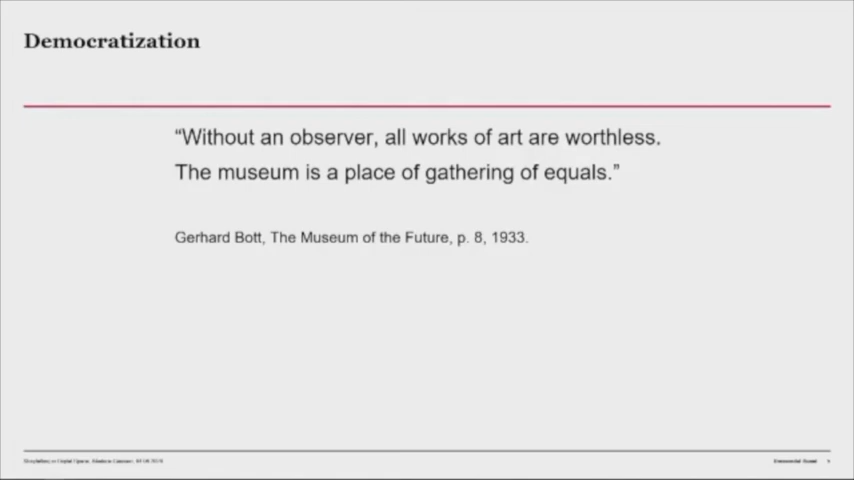 Democratization
“Without an observer, all works of art are worthless.
The museum is a place of gathering of equals.”
Gerhard Bott, The Museum of the Future, p. 8, 1933.